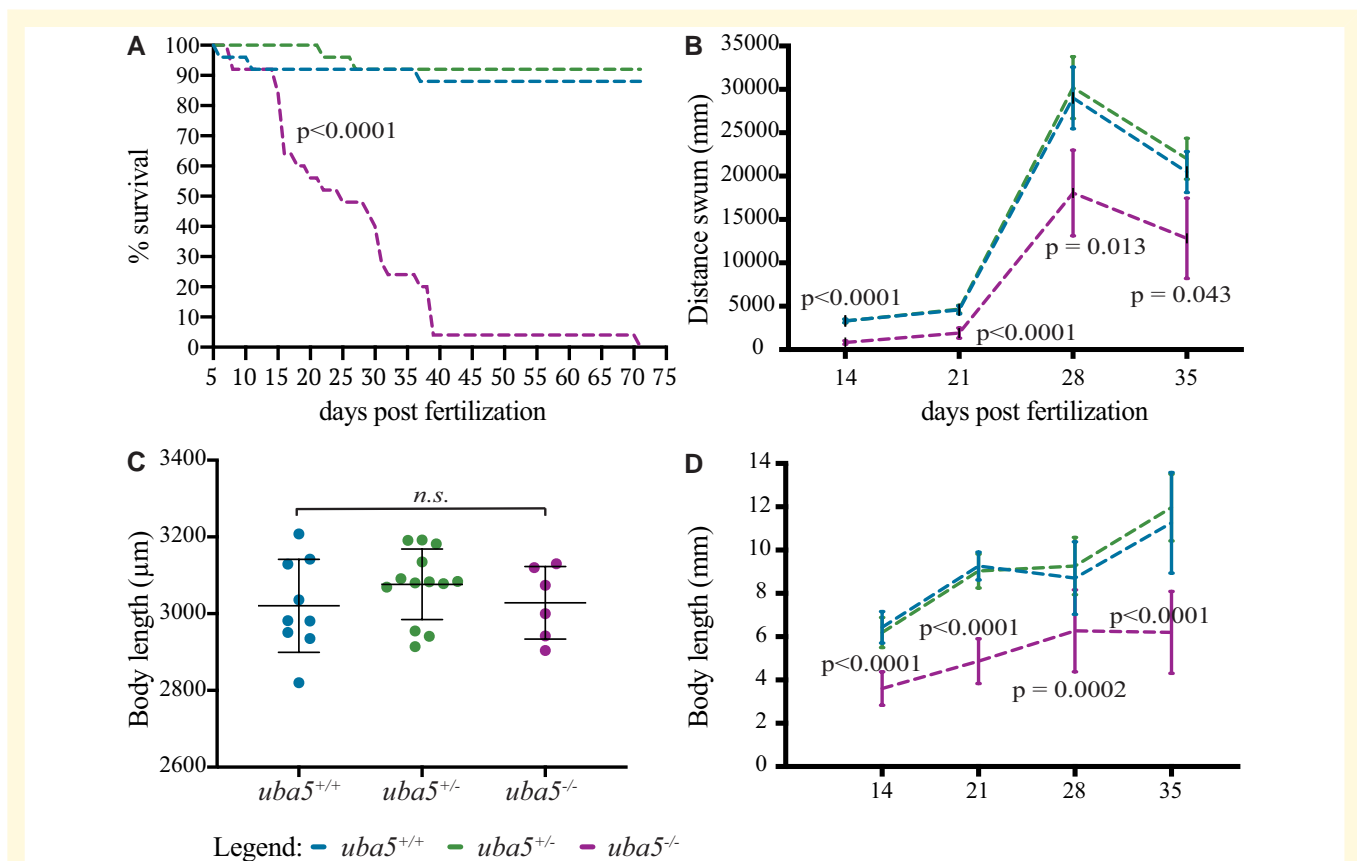 A
100
90
80
70
60
50
40
30
20
10
0
% survival
p<0.0001
5 10 15 20 25 30 35 40 45 50 55 60 65 70 75
days post fertilization
B
35000
30000
25000
20000
15000
10000
5000
0
Distance swum (mm)
p<0.0001
p<0.0001
p = 0.013
p = 0.043
14 21 28 35
days post fertilization
C
3400
3200
3000
2800
2600
Body length (µm)
n.s.
uba5+/+ uba5+/- uba5-/-
D
14
12
10
8
6
4
2
0
Body length (mm)
p<0.0001
p<0.0001
p = 0.0002
p<0.0001
14 21 28 35
Legend: uba5+/+ uba5+/- uba5-/-